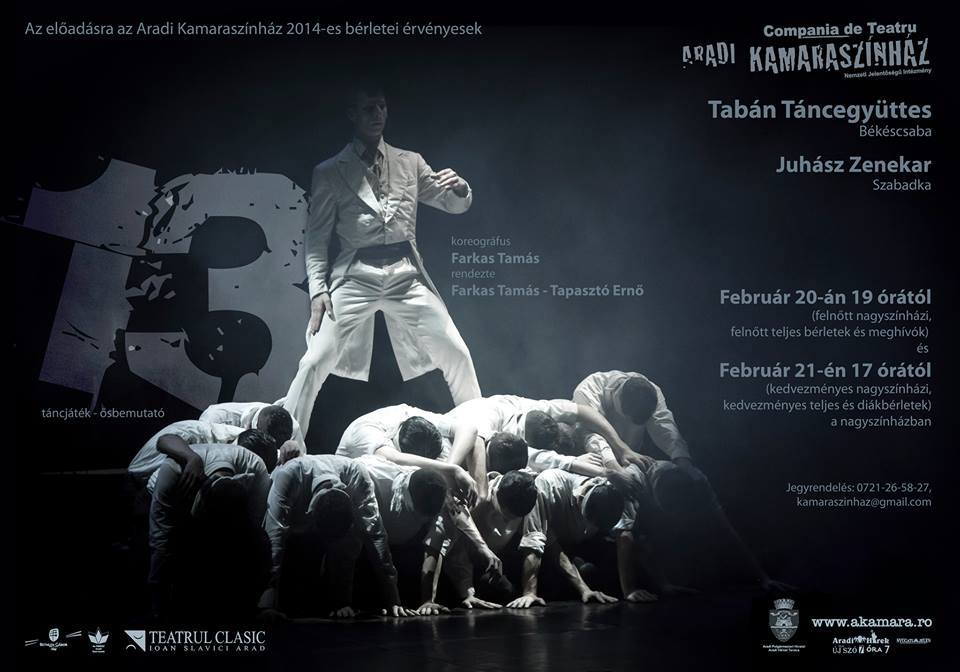 Az előadásra az Aradi Kamaraszínház 2014-es bérletei érvényesek
Compania de Teatru
ARADI KAMARASZÍNHÁZ
Nemzeti Jelentőségű Intézmény
Tabán Táncegyüttes
Békéscsaba
Juhász Zenekar
Szabadka
13
koreográfus
Farkas Tamás
rendezte
Farkas Tamás - Tapasztó Ernő
Február 20-án 19 órától
(felnőtt nagyszínházi,
felnőtt teljes bérletek és meghívók)
és
Február 21-én 17 órától
(kedvezményes nagyszínházi,
kedvezményes teljes és diákbérletek)
a nagyszínházban
táncjáték - ősbemutató
Jegyrendelés: 0721-26-58-27,
kamaraszinhaz@gmail.com
TEATRUL CLASIC
IOAN SLAVICI ARAD
www.akamara.ro
Aradi Hírek
ÚJ SZÓ ÓRA 7